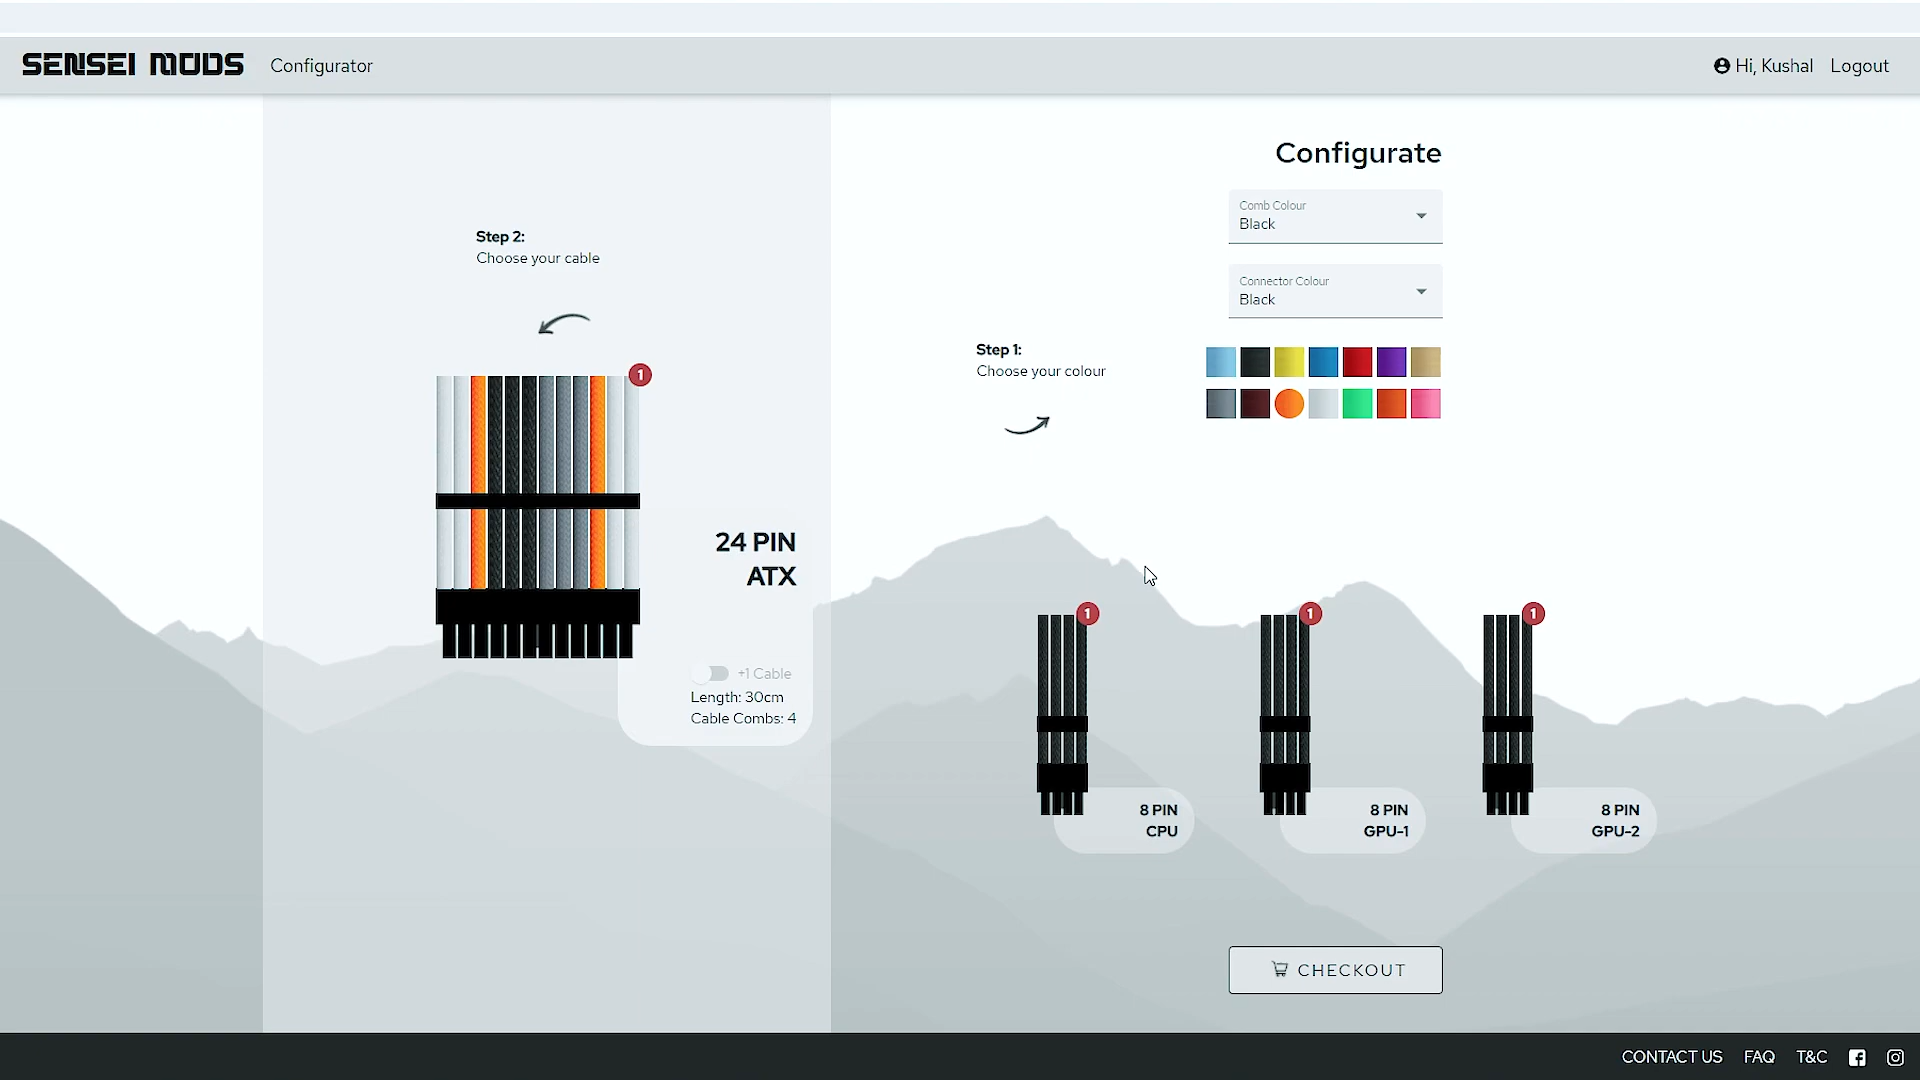 SENSEI MODS
Configurator
Hi, Kushal
Logout
Configurate
Comb Colour
Black
Connector Colour
Black
Step 2:
Choose your cable
Step 1:
Choose your colour
1
24 PIN
ATX
+1 Cable
Length: 30cm
Cable Combs: 4
1
8 PIN
CPU
1
8 PIN
GPU-1
1
8 PIN
GPU-2
CHECKOUT
CONTACT US
FAQ
T&C